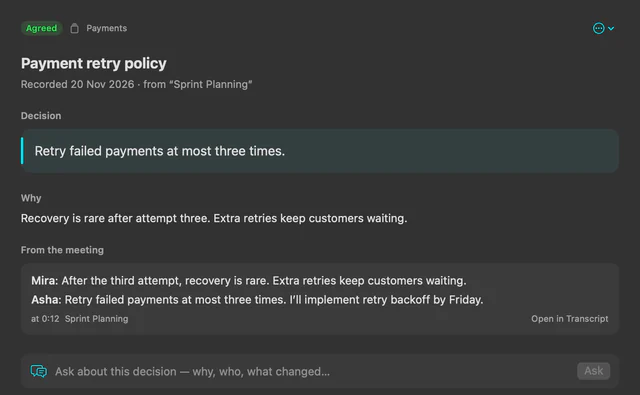 Agreed Payments
Payment retry policy
Recorded 20 Nov 2026 · from “Sprint Planning”
Decision
Retry failed payments at most three times.
Why
Recovery is rare after attempt three. Extra retries keep customers waiting.
From the meeting
Mira: After the third attempt, recovery is rare. Extra retries keep customers waiting.
Asha: Retry failed payments at most three times. I’ll implement retry backoff by Friday.
at 0:12 Sprint Planning Open in Transcript
Ask about this decision — why, who, what changed... Ask